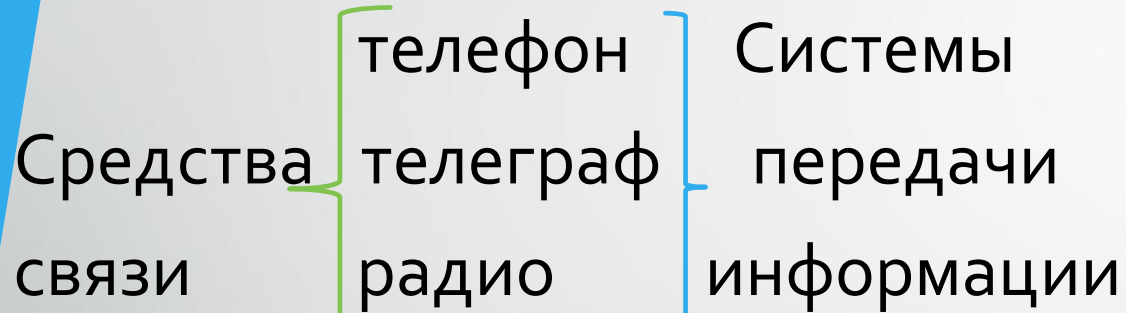 телефон Системы
Средства телеграф передачи
связи радио информации